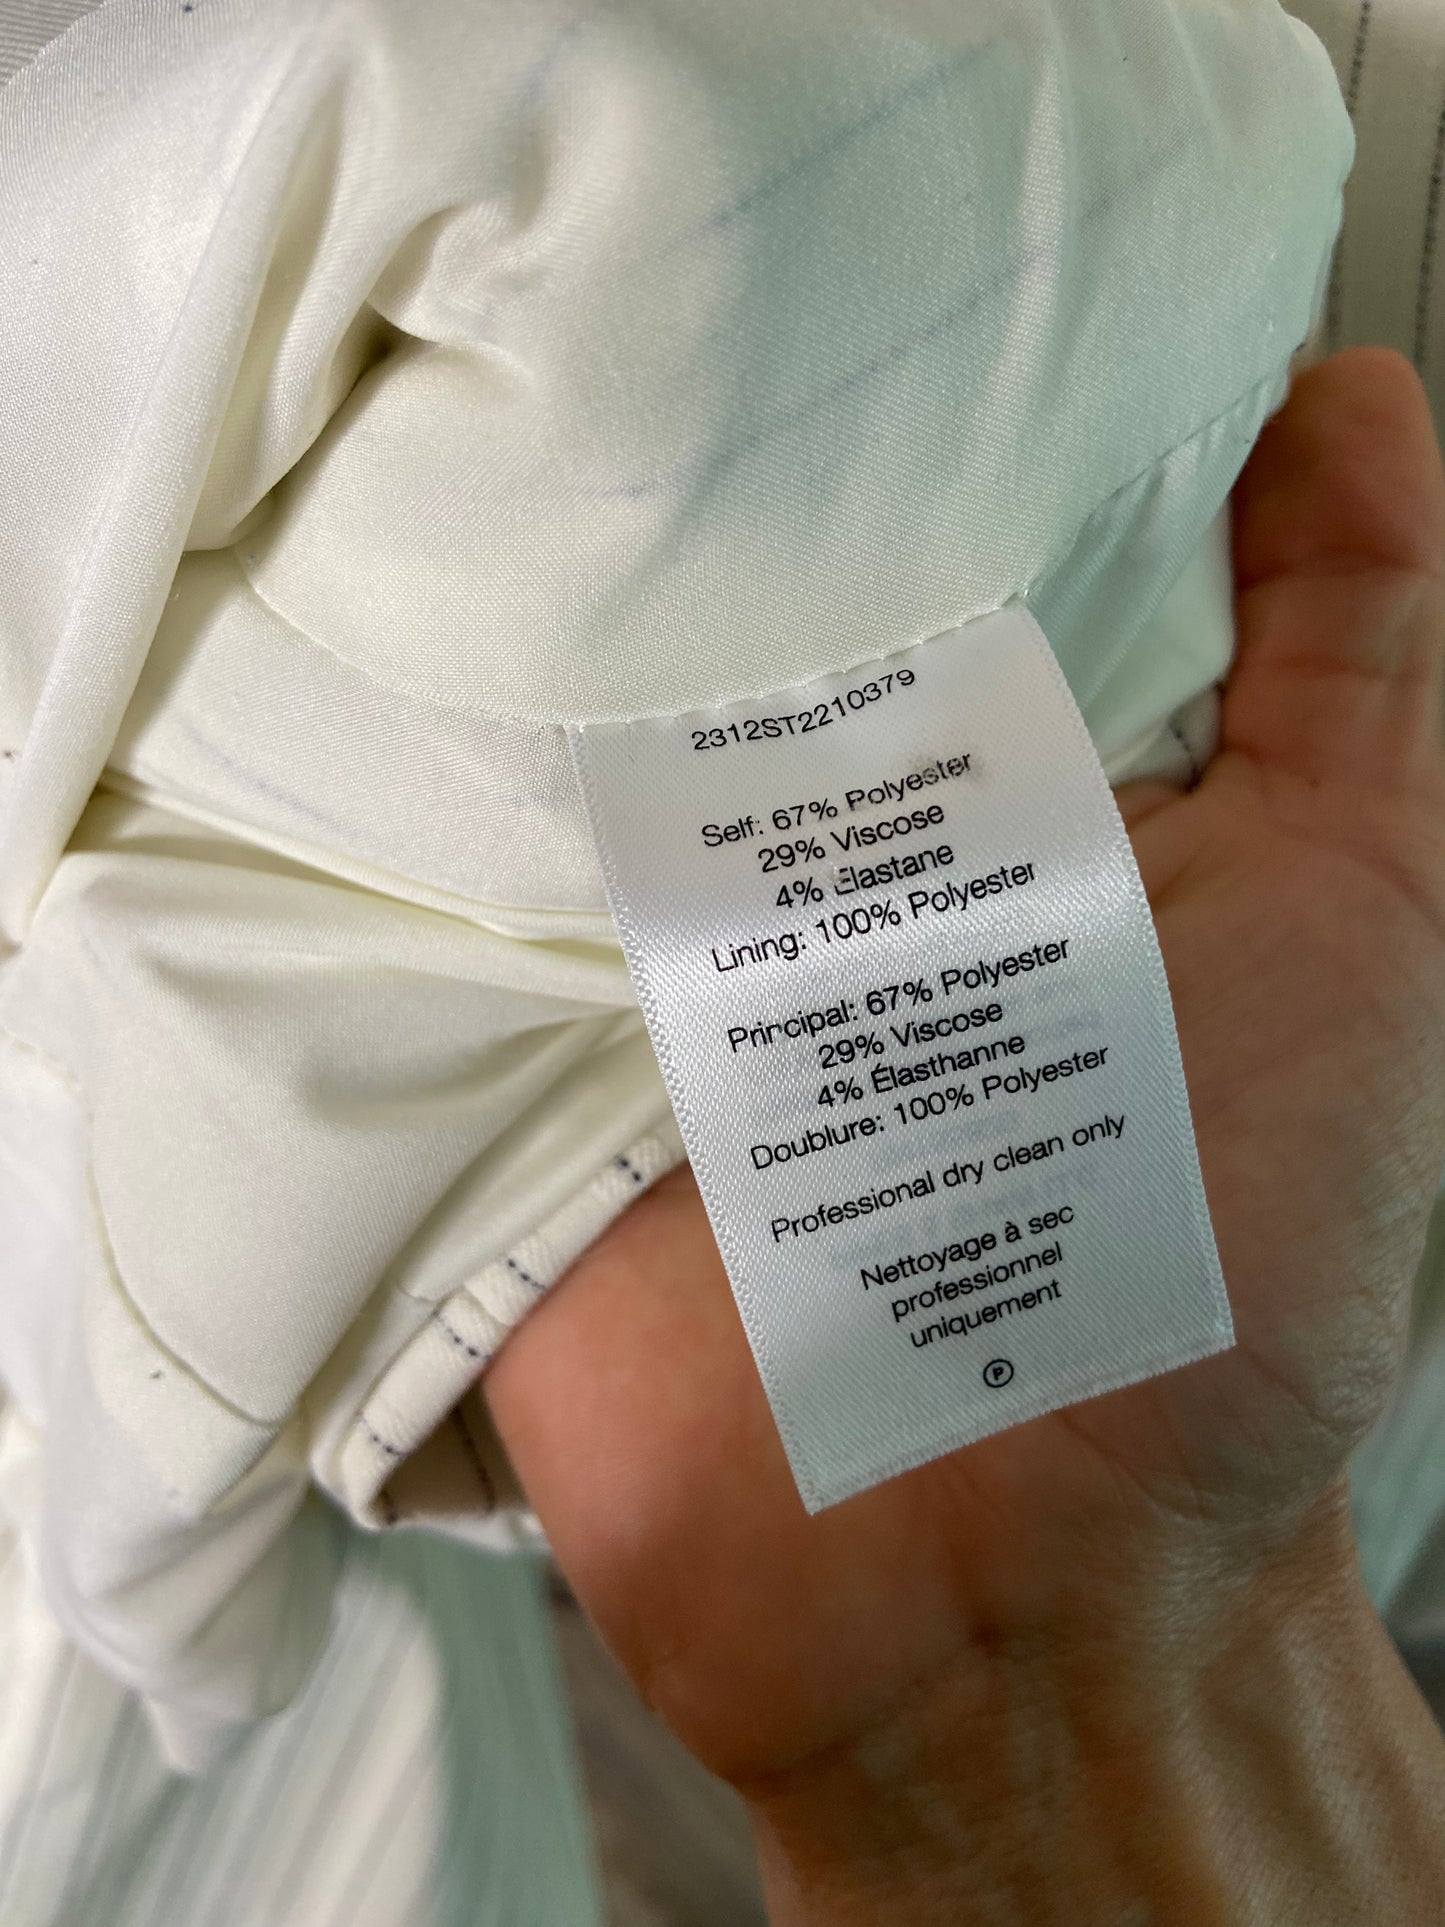 2312ST2210379
Self: 67% Polyester
29% Viscose
4% Elastane
Lining: 100% Polyester
Principal: 67% Polyester
29% Viscose
4% Élasthanne
Doublure: 100% Polyester
Professional dry clean only
Nettoyage à sec
professionnel
uniquement
P